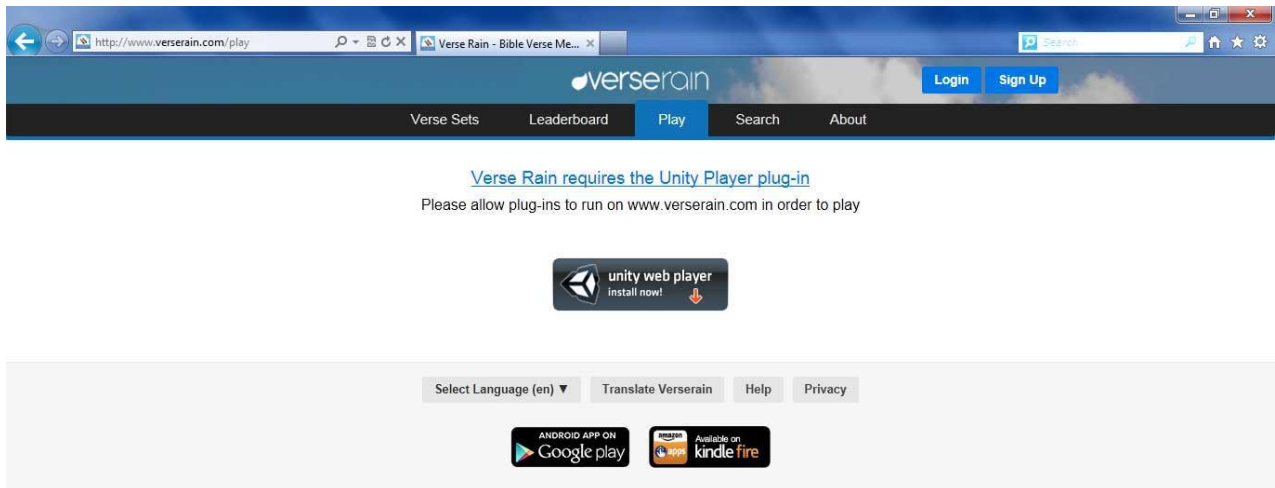 http://www.verserain.com/play
Verse Rain - Bible Verse Me...
Search
verserain
Login Sign Up
Verse Sets Leaderboard Play Search About
Verse Rain requires the Unity Player plug-in
Please allow plug-ins to run on www.verserain.com in order to play
unity web player
install now!
Select Language (en) ▼ Translate Verserain Help Privacy
ANDROID APP ON
Google play
amazon
apps
Available on
kindle fire